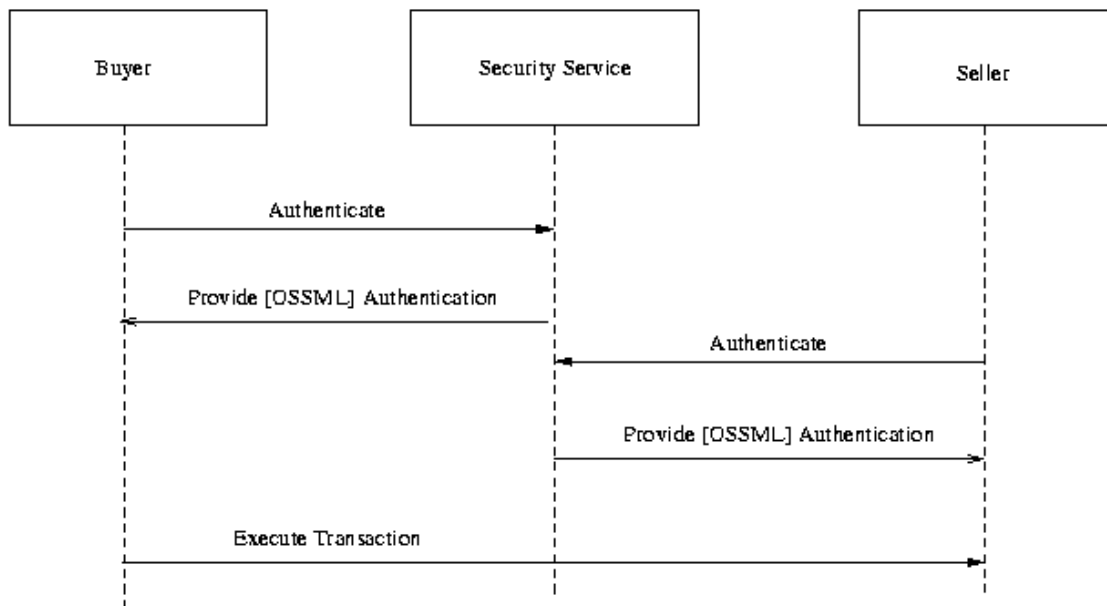 Buyer
Security Service
Seller
Authenticate
Provide [OSSML] Authentication
Authenticate
Provide [OSSML] Authentication
Execute Transaction